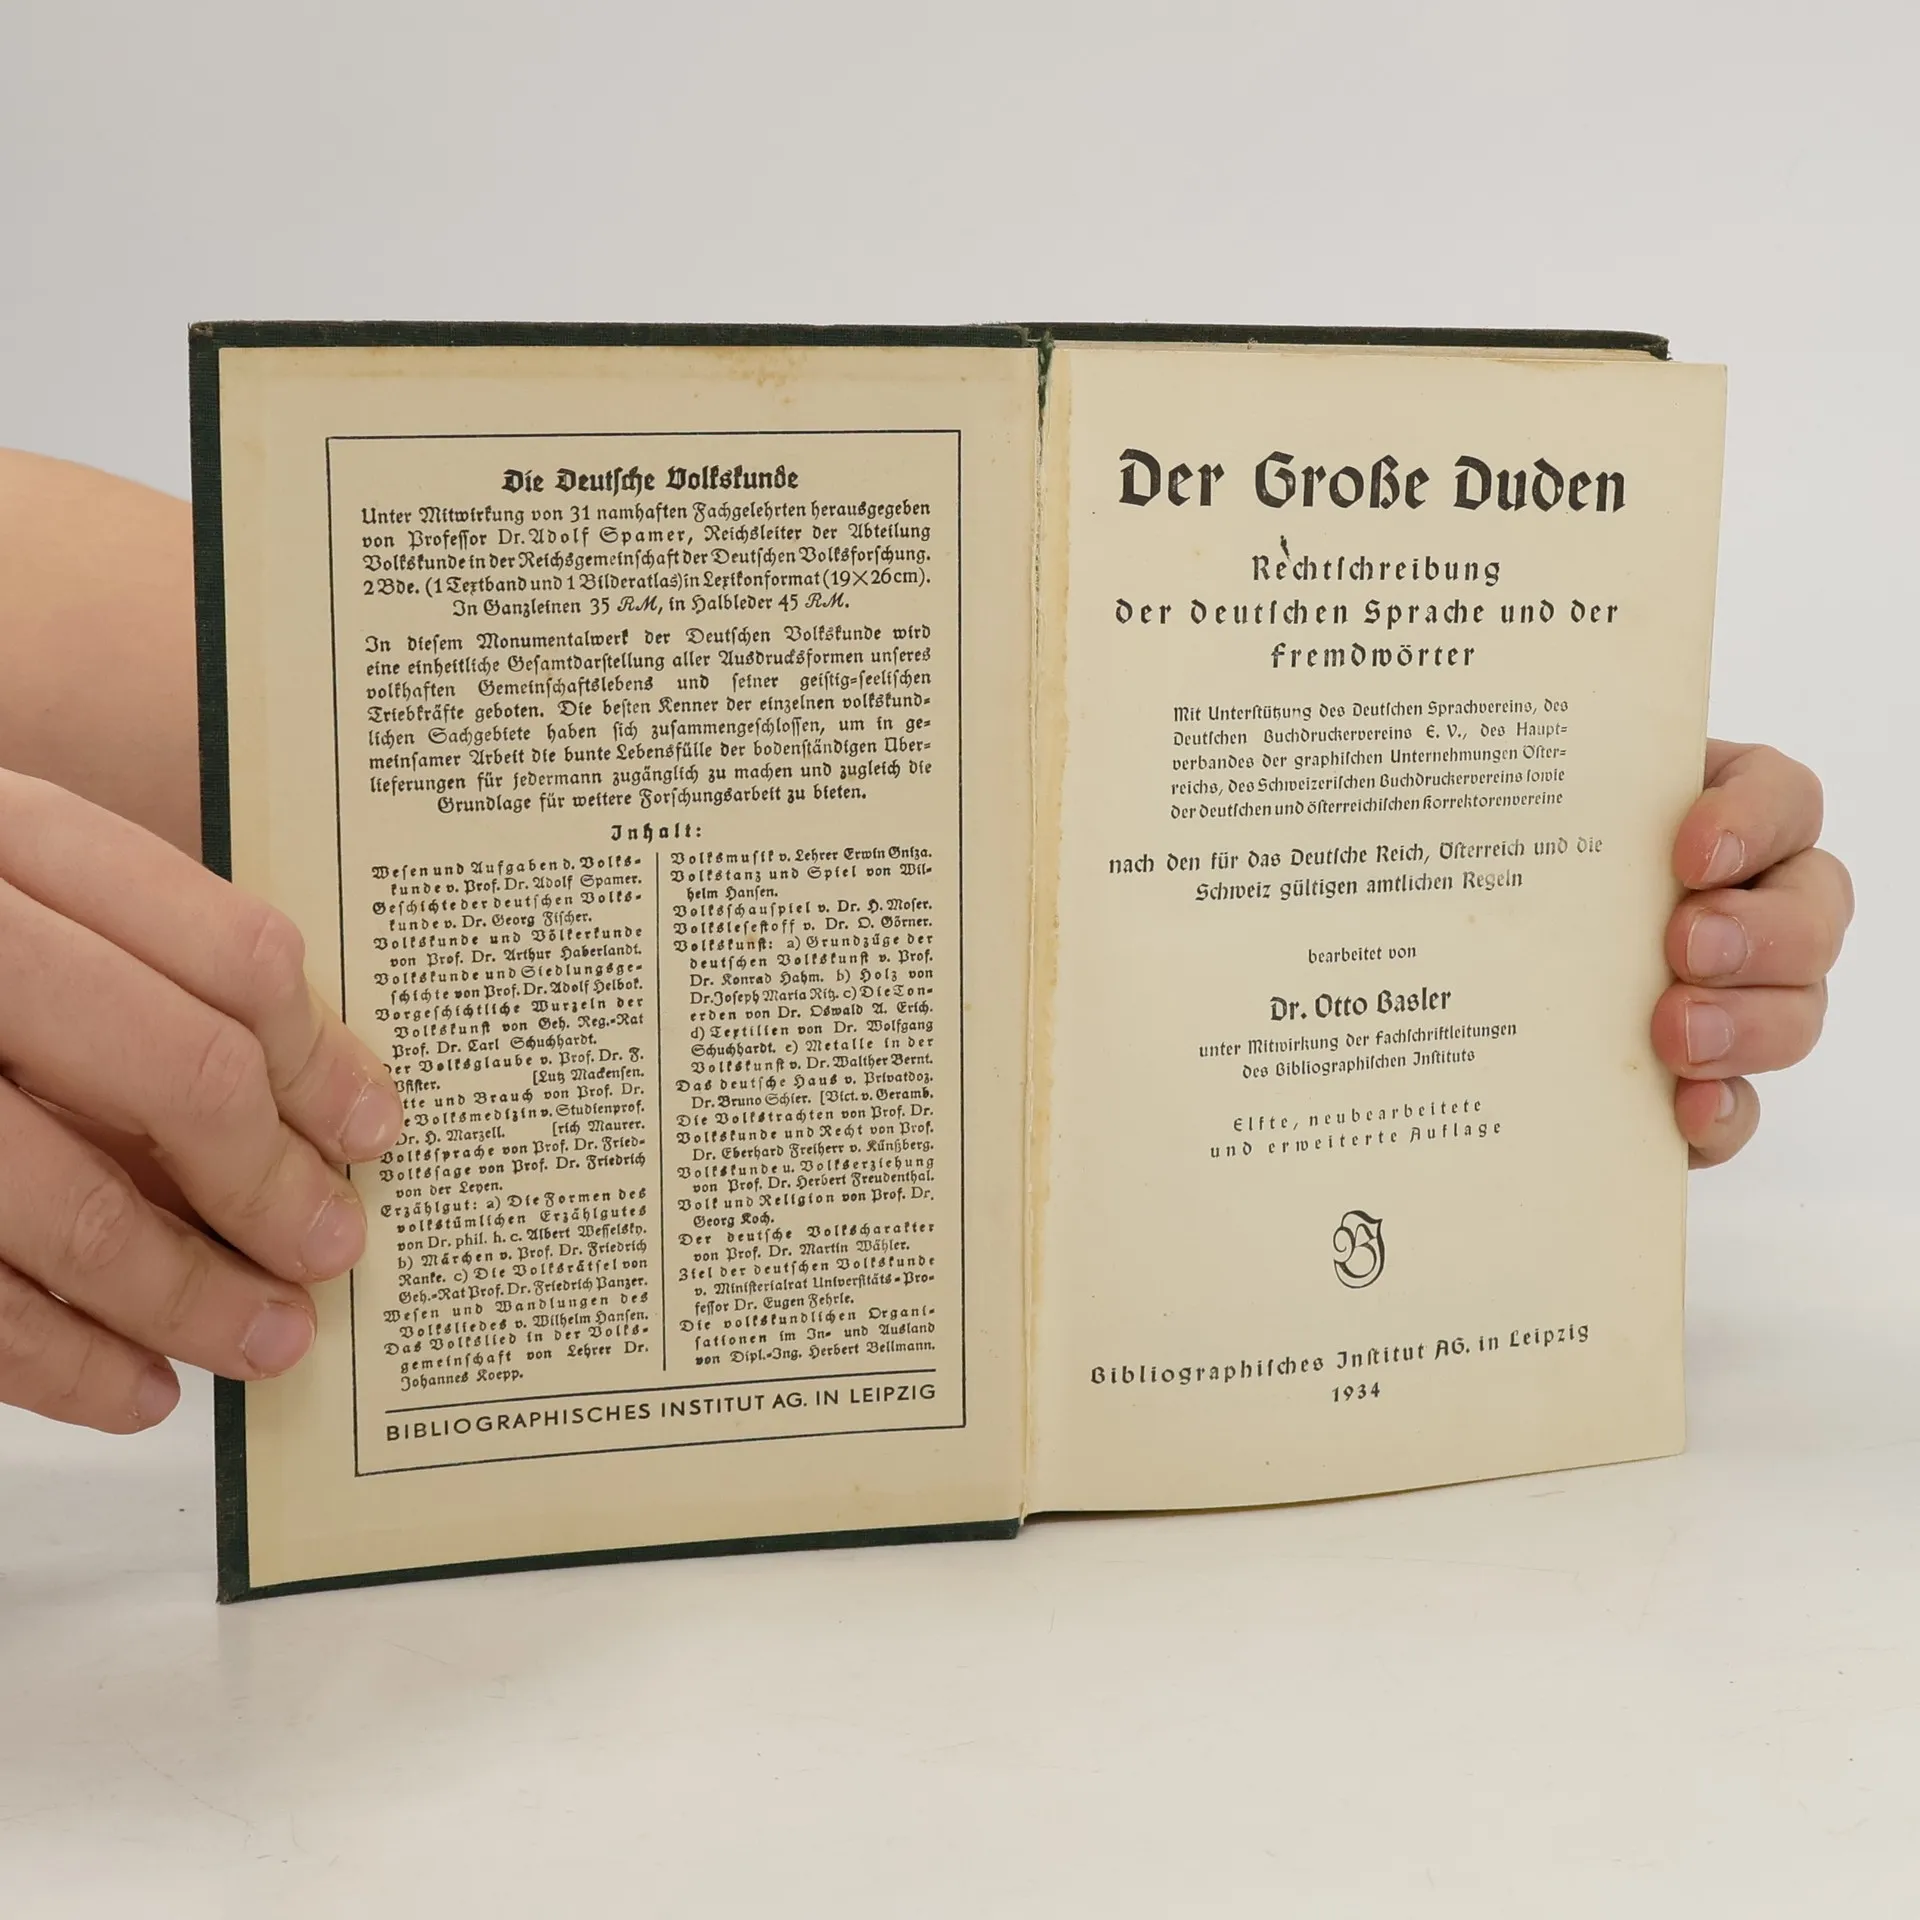 Die Deutsche Volkskunde
Unter Mitwirkung von 31 namhaften Fachgelehrten herausgegeben
von Professor Dr. Adolf Spamer, Reichsleiter der Abteilung
Volkskunde in der Reichsgemeinschaft der Deutschen Volksforschung.
2 Bde. (1 Textband und 1 Bilderatlas) in Lexikonformat (19×26 cm).
In Ganzleinen 35 RM, in Halbleder 45 RM.
In diesem Monumentalwerk der Deutschen Volkskunde wird
eine einheitliche Gesamtdarstellung aller Ausdrucksformen unseres
volkhaften Gemeinschaftslebens und seiner geistig-seelischen
Triebkräfte geboten. Die besten Kenner der einzelnen volkskund-
lichen Sachgebiete haben sich zusammengeschlossen, um in ge-
meinsamer Arbeit die bunte Lebensfülle der bodenständigen Über-
lieferungen für jedermann zugänglich zu machen und zugleich die
Grundlage für weitere Forschungsarbeit zu bieten.
Inhalt:
Wesen und Aufgaben d. Volks-
kunde v. Prof. Dr. Adolf Spamer.
Geschichte der deutschen Volks-
kunde v. Dr. Georg Fischer.
Volkskunde und Völkerkunde
von Prof. Dr. Arthur Haberlandt.
Volkskunde und Siedlungsge-
schichte von Prof. Dr. Adolf Helbok.
Vorgeschichtliche Wurzeln der
Volkskunst von Geh. Reg.-Rat
Prof. Dr. Carl Schuchhardt.
Der Volksglaube v. Prof. Dr. F.
Pfister. [Lutz Mackensen.
tte und Brauch von Prof. Dr.
e Volksmedizin v. Studienprof.
Dr. H. Marzell. [rich Maurer.
Volkssprache von Prof. Dr. Fried-
Volkssage von Prof. Dr. Friedrich
von der Leyen.
Erzählgut: a) Die Formen des
volkstümlichen Erzählgutes
von Dr. phil. h. c. Albert Wesselsky.
b) Märchen v. Prof. Dr. Friedrich
Ranke. c) Die Volksrätsel von
Geh.-Rat Prof. Dr. Friedrich Panzer.
Wesen und Wandlungen des
Volksliedes v. Wilhelm Hansen.
Das Volkslied in der Volks-
gemeinschaft von Lehrer Dr.
Johannes Koepp.
Volksmusik v. Lehrer Erwin Gniza.
Volkstanz und Spiel von Wil-
helm Hansen.
Volksschauspiel v. Dr. H. Moser.
Volkslesestoff v. Dr. O. Görner.
Volkskunst: a) Grundzüge der
deutschen Volkskunst v. Prof.
Dr. Konrad Hahm. b) Holz von
Dr. Joseph Maria Ritz. c) Die Ton-
erden von Dr. Oswald A. Erich.
d) Textilien von Dr. Wolfgang
Schuchhardt. e) Metalle in der
Volkskunst v. Dr. Walther Bernt.
Das deutsche Haus v. Privatdoz.
Dr. Bruno Schier. [Vict. v. Geramb.
Die Volkstrachten von Prof. Dr.
Volkskunde und Recht von Prof.
Dr. Eberhard Freiherr v. Künßberg.
Volkskunde u. Volkserziehung
von Prof. Dr. Herbert Freudenthal.
Volk und Religion von Prof. Dr.
Georg Koch.
Der deutsche Volkscharakter
von Prof. Dr. Martin Wähler.
Ziel der deutschen Volkskunde
v. Ministerialrat Universitäts-Pro-
fessor Dr. Eugen Fehrle.
Die volkskundlichen Organi-
sationen im In- und Ausland
von Dipl.-Ing. Herbert Bellmann.
BIBLIOGRAPHISCHES INSTITUT AG. IN LEIPZIG
Der Große Duden
Rechtschreibung
der deutschen Sprache und der
Fremdwörter
Mit Unterstützung des Deutschen Sprachvereins, des
Deutschen Buchdruckervereins E. V., des Haupt-
verbandes der graphischen Unternehmungen Öster-
reichs, des Schweizerischen Buchdruckervereins sowie
der deutschen und österreichischen Korrektorenvereine
nach den für das Deutsche Reich, Österreich und die
Schweiz gültigen amtlichen Regeln
bearbeitet von
Dr. Otto Basler
unter Mitwirkung der Fachschriftleitungen
des Bibliographischen Instituts
Elfte, neubearbeitete
und erweiterte Auflage
BI
Bibliographisches Institut AG. in Leipzig
1934